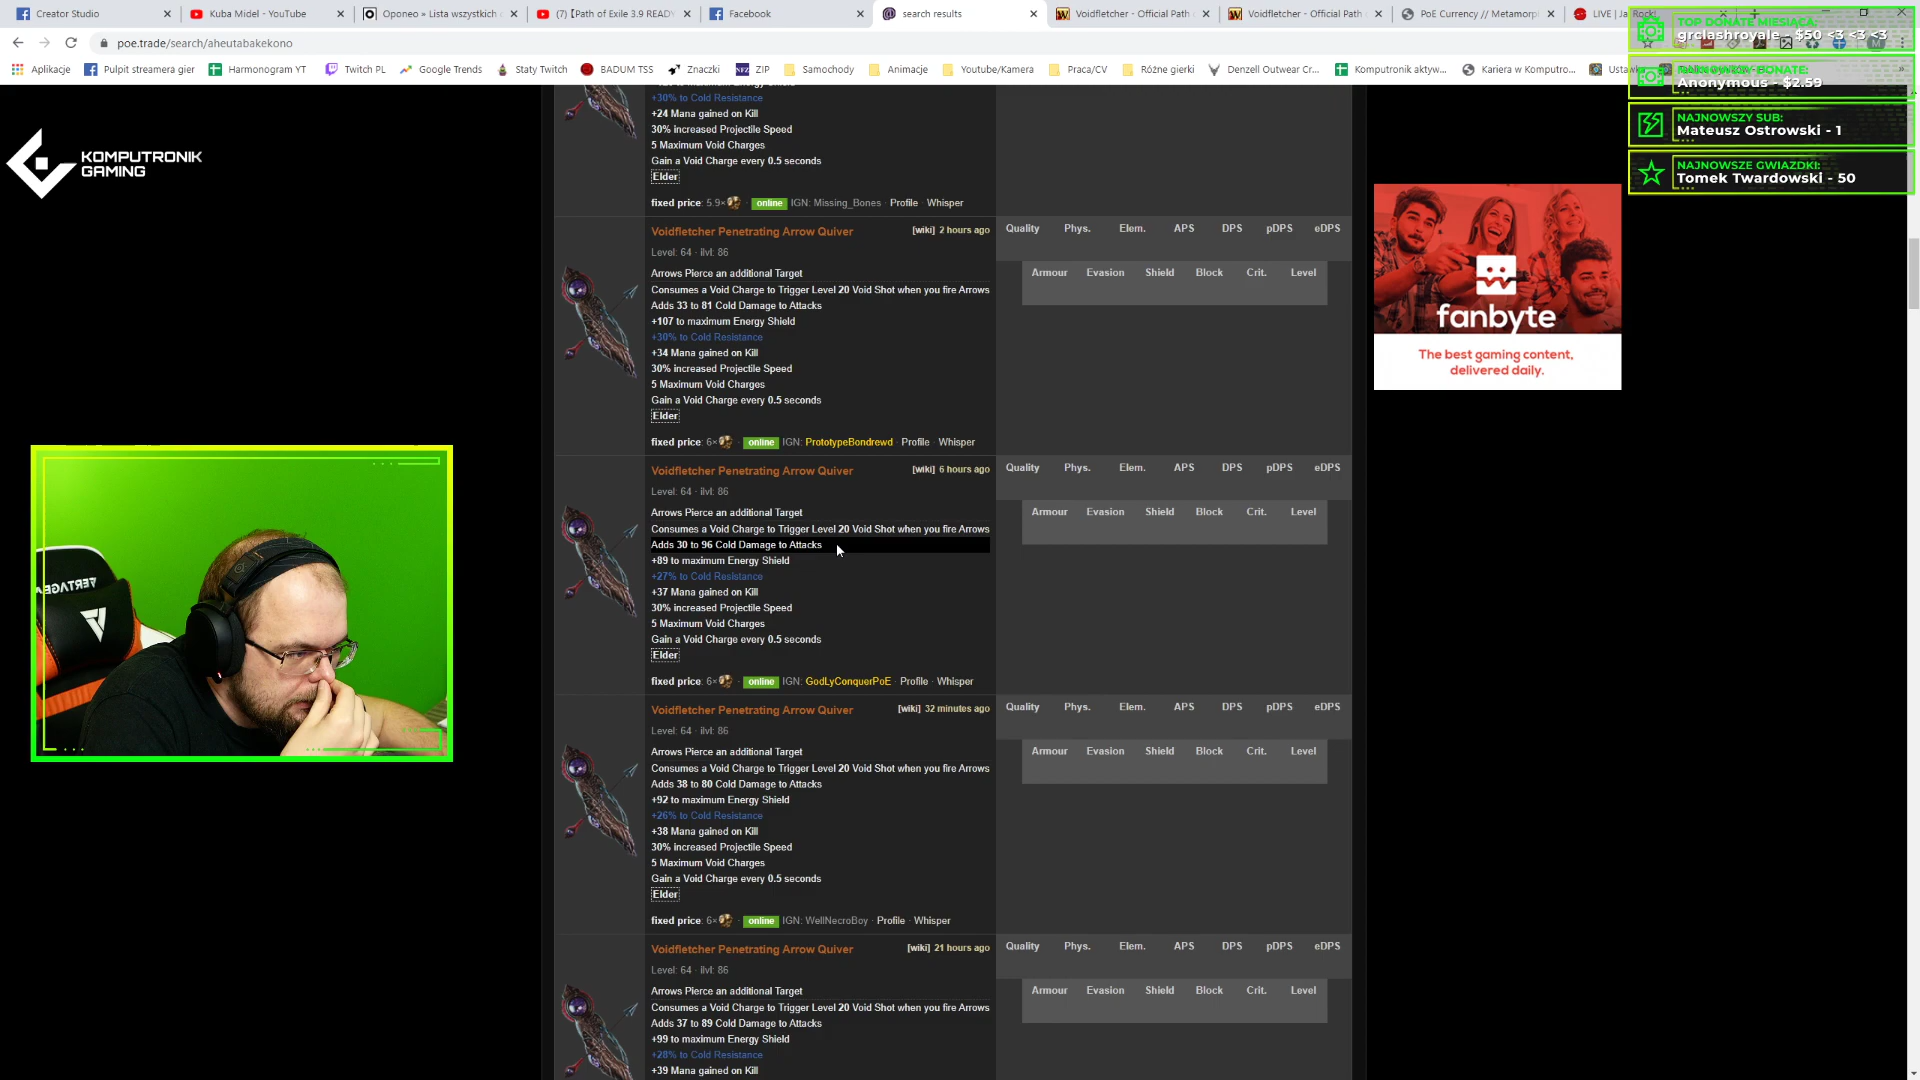 Creator Studio
Kuba Midel - YouTube
Oponeo » Lista wszystkich
(7) [Path of Exile 3.9 READY
Facebook
search results
Voidfletcher - Official Path
Voidfletcher - Official Path
PoE Currency // Metamorp
LIVE | Ja
poe.trade/search/aheutabakekono
Aplikacje
Pulpit streamera gier
Harmonogram YT
Twitch PL
Google Trends
Staty Twitch
BADUM TSS
Znaczki
ZIP
Samochody
Animacje
Youtube/Kamera
Praca/CV
Różne gierki
Denzell Outwear Cr...
Komputronik aktyw...
Kariera w Komputro...
TOP DONATE MIESIĄCA:
grclashroyale - $50 <3 <3 <3
DONATE:
Anonymous - $2.59
NAJNOWSZY SUB:
Mateusz Ostrowski - 1
NAJNOWSZE GWIAZDKI:
Tomek Twardowski - 50
KOMPUTRONIK
GAMING
+30% to Cold Resistance
+24 Mana gained on Kill
30% increased Projectile Speed
5 Maximum Void Charges
Gain a Void Charge every 0.5 seconds
Elder
fixed price: 5.9× · online IGN: Missing_Bones · Profile · Whisper
Voidfletcher Penetrating Arrow Quiver [wiki] 2 hours ago
Quality Phys. Elem. APS DPS pDPS eDPS
Level: 64 · ilvl: 86
Armour Evasion Shield Block Crit. Level
Arrows Pierce an additional Target
Consumes a Void Charge to Trigger Level 20 Void Shot when you fire Arrows
Adds 33 to 81 Cold Damage to Attacks
+107 to maximum Energy Shield
+30% to Cold Resistance
+34 Mana gained on Kill
30% increased Projectile Speed
5 Maximum Void Charges
Gain a Void Charge every 0.5 seconds
Elder
fixed price: 6× · online IGN: PrototypeBondrewd · Profile · Whisper
Voidfletcher Penetrating Arrow Quiver [wiki] 6 hours ago
Quality Phys. Elem. APS DPS pDPS eDPS
Level: 64 · ilvl: 86
Armour Evasion Shield Block Crit. Level
Arrows Pierce an additional Target
Consumes a Void Charge to Trigger Level 20 Void Shot when you fire Arrows
Adds 30 to 96 Cold Damage to Attacks
+89 to maximum Energy Shield
+27% to Cold Resistance
+37 Mana gained on Kill
30% increased Projectile Speed
5 Maximum Void Charges
Gain a Void Charge every 0.5 seconds
Elder
fixed price: 6× · online IGN: GodLyConquerPoE · Profile · Whisper
Voidfletcher Penetrating Arrow Quiver [wiki] 32 minutes ago
Quality Phys. Elem. APS DPS pDPS eDPS
Level: 64 · ilvl: 86
Armour Evasion Shield Block Crit. Level
Arrows Pierce an additional Target
Consumes a Void Charge to Trigger Level 20 Void Shot when you fire Arrows
Adds 38 to 80 Cold Damage to Attacks
+92 to maximum Energy Shield
+26% to Cold Resistance
+38 Mana gained on Kill
30% increased Projectile Speed
5 Maximum Void Charges
Gain a Void Charge every 0.5 seconds
Elder
fixed price: 6× · online IGN: WellNecroBoy · Profile · Whisper
Voidfletcher Penetrating Arrow Quiver [wiki] 21 hours ago
Quality Phys. Elem. APS DPS pDPS eDPS
Level: 64 · ilvl: 86
Armour Evasion Shield Block Crit. Level
Arrows Pierce an additional Target
Consumes a Void Charge to Trigger Level 20 Void Shot when you fire Arrows
Adds 37 to 89 Cold Damage to Attacks
+99 to maximum Energy Shield
+28% to Cold Resistance
+39 Mana gained on Kill
fanbyte
The best gaming content,
delivered daily.